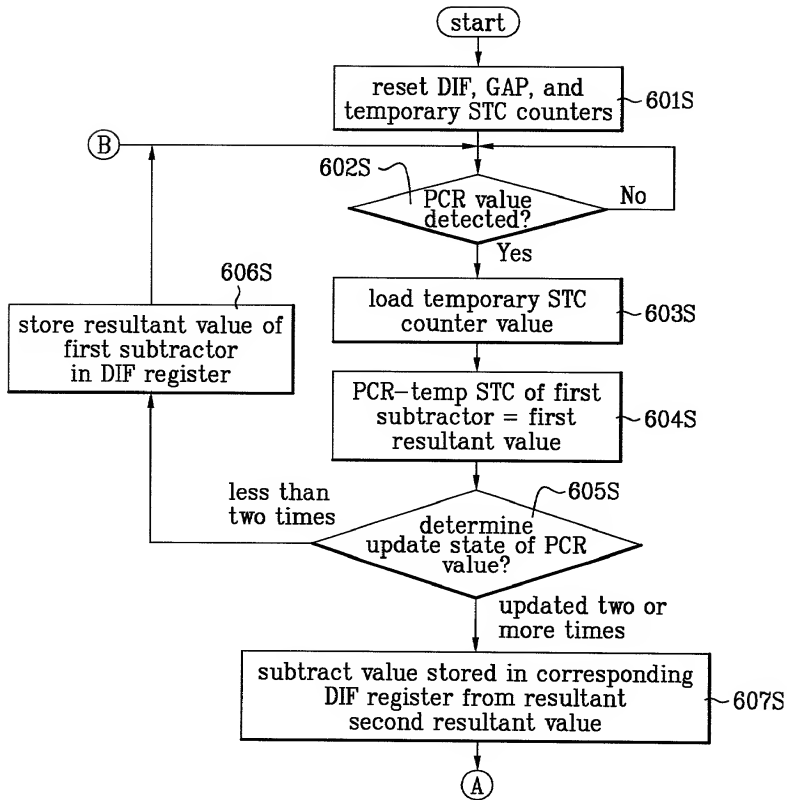 start
reset DIF, GAP, and
temporary STC counters
601S
B
602S
PCR value
detected?
No
Yes
606S
store resultant value of
first subtractor
in DIF register
load temporary STC
counter value
603S
PCR-temp STC of first
subtractor = first
resultant value
604S
less than
two times
605S
determine
update state of PCR
value?
updated two or
more times
subtract value stored in corresponding
DIF register from resultant
second resultant value
607S
A